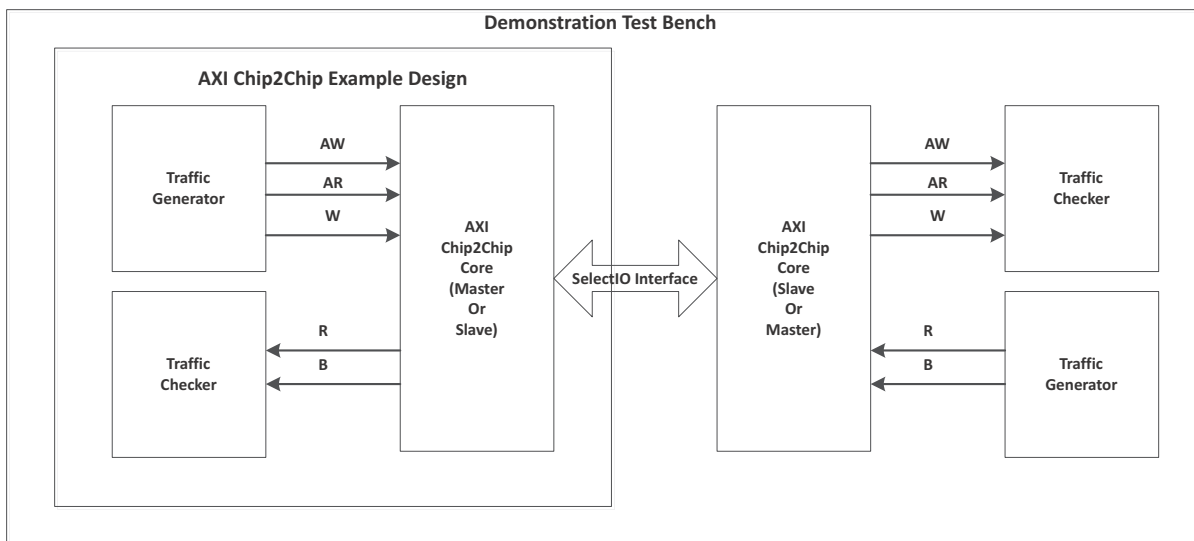 Demonstration Test Bench
AXI Chip2Chip Example Design
Traffic
Generator
AW
AR
W
AXI
Chip2Chip
Core
(Master
Or
Slave)
Traffic
Checker
R
B
SelectIO Interface
AXI
Chip2Chip
Core
(Slave
Or
Master)
AW
AR
W
Traffic
Checker
R
B
Traffic
Generator